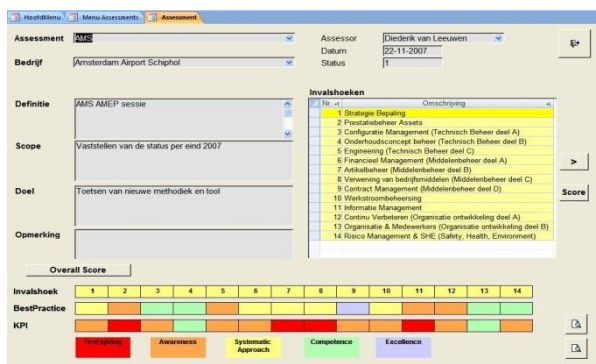 HoofdMenu Menu Assessments Assessment
Assessment AMS
Assessor Diederik van Leeuwen
Datum 22-11-2007
Bedrijf Amsterdam Airport Schiphol
Status 1
Invalshoeken
Nr. Omschrijving
Definitie AMS AMEP sessie
1 Strategie Bepaling
2 Prestatiebeheer Assets
3 Configuratie Management (Technisch Beheer deel A)
4 Onderhoudsconcept beheer (Technisch Beheer deel B)
5 Engineering (Technisch Beheer deel C)
6 Financieel Management (Middelenbeheer deel A)
7 Artikelbeheer (Middelenbeheer deel B)
8 Verwerving van bedrijfsmiddelen (Middelenbeheer deel C)
9 Contract Management (Middelenbeheer deel D)
10 Werkstroombeheersing
11 Informatie Management
12 Continu Verbeteren (Organisatie ontwikkeling deel A)
13 Organisatie & Medewerkers (Organisatie ontwikkeling deel B)
14 Risico Management & SHE (Safety, Health, Environment)
Scope Vaststellen van de status per eind 2007
>
Doel Toetsen van nieuwe methodiek en tool
Score
Opmerking
Overall Score
Invalshoek 1 2 3 4 5 6 7 8 9 10 11 12 13 14
BestPractice
KPI
FireFighting Awareness Systematic Approach Competence Excellence